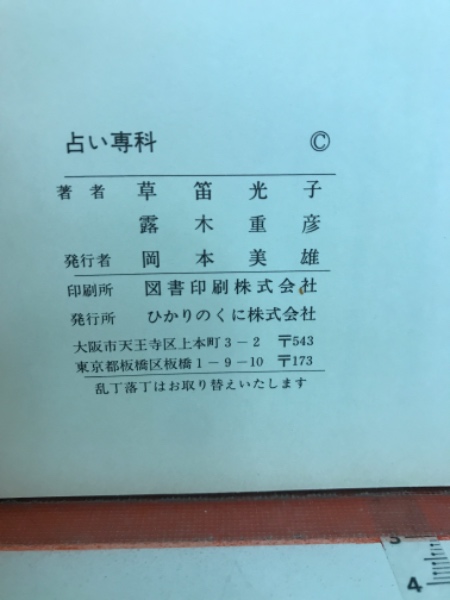 占い専科 ©
著者 草笛光子
露木重彦
発行者 岡本美雄
印刷所 図書印刷株式会社
発行所 ひかりのくに株式会社
大阪市天王寺区上本町3-2 〒543
東京都板橋区板橋1-9-10 〒173
乱丁落丁はお取り替えいたします
3
4